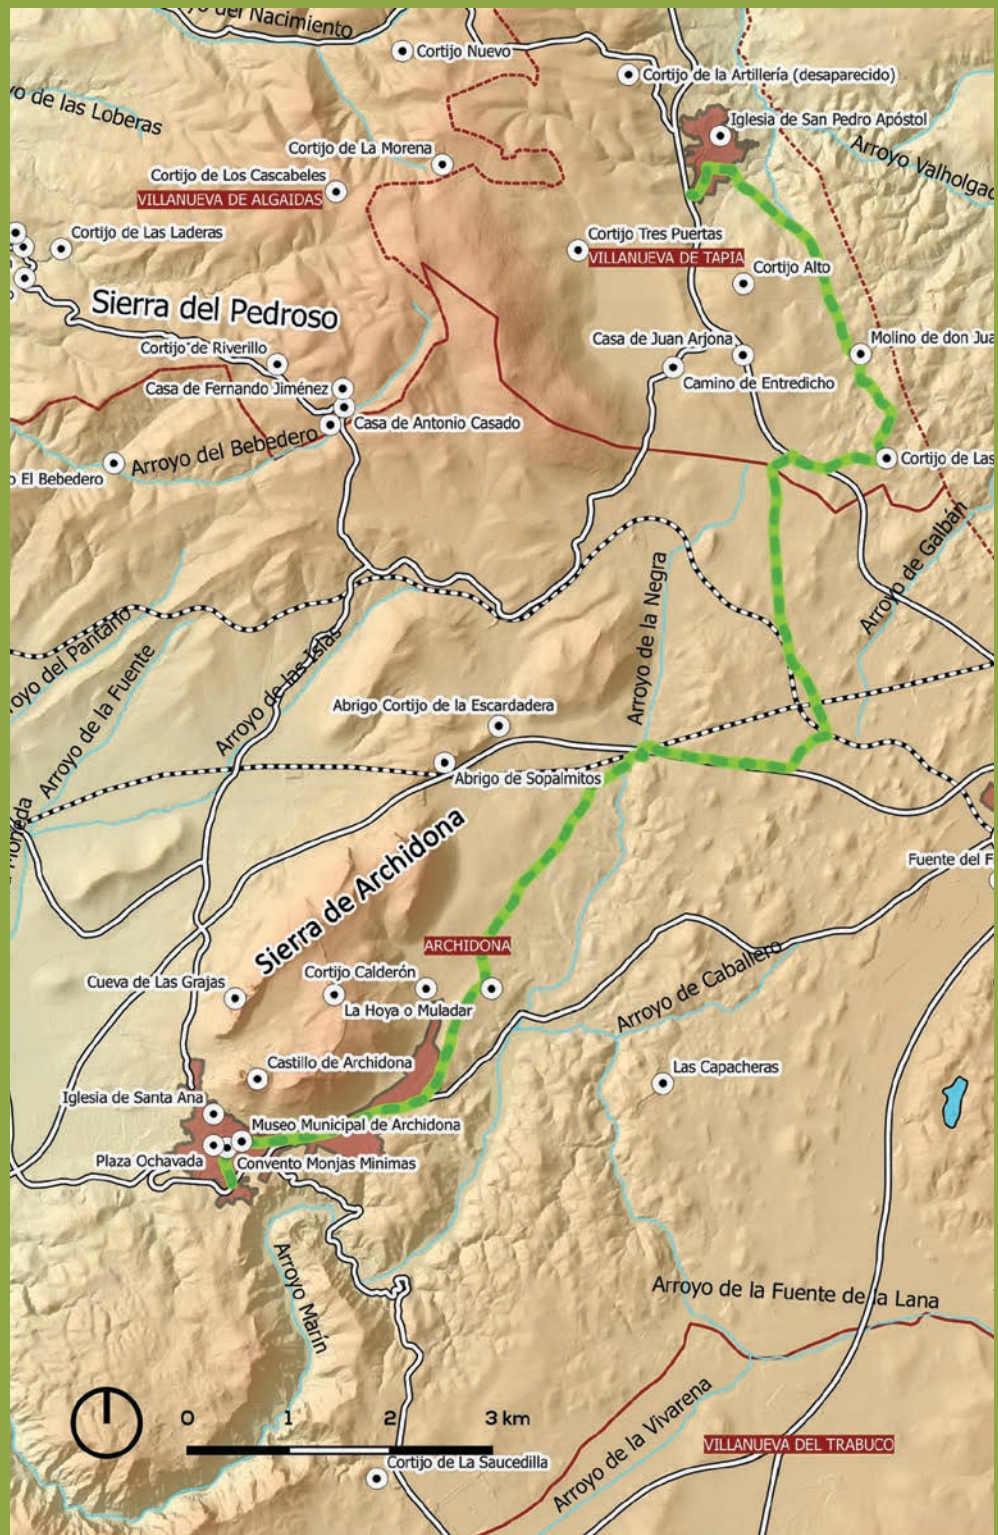 del Nacimiento
Cortijo Nuevo
Cortijo de la Artillería (desaparecido)
de las Loberas
Iglesia de San Pedro Apóstol
Cortijo de La Morena
Arroyo Valholgad
Cortijo de Los Cascabeles
VILLANUEVA DE ALGAIDAS
Cortijo de Las Laderas
Cortijo Tres Puertas
VILLANUEVA DE TAPIA
Cortijo Alto
Sierra del Pedroso
Casa de Juan Arjona
Molino de don Jua
Cortijo de Riverillo
Camino de Entredicho
Casa de Fernando Jiménez
Casa de Antonio Casado
Arroyo del Bebedero
Cortijo de Las
o El Bebedero
Arroyo de Galbán
Arroyo de la Negra
royo del Pantano
Arroyo de la Fuente
Arroyo de las Islas
Abrigo Cortijo de la Escardadera
Abrigo de Sopalmitos
Sierra de Archidona
Fuente del F
ARCHIDONA
Cortijo Calderón
Cueva de Las Grajas
La Hoya o Muladar
Arroyo de Caballero
Castillo de Archidona
Las Capacheras
Iglesia de Santa Ana
Museo Municipal de Archidona
Plaza Ochavada
Convento Monjas Minimas
Arroyo Marín
Arroyo de la Fuente de la Lana
Arroyo de la Vivarena
0 1 2 3 km
VILLANUEVA DEL TRABUCO
Cortijo de La Saucedilla